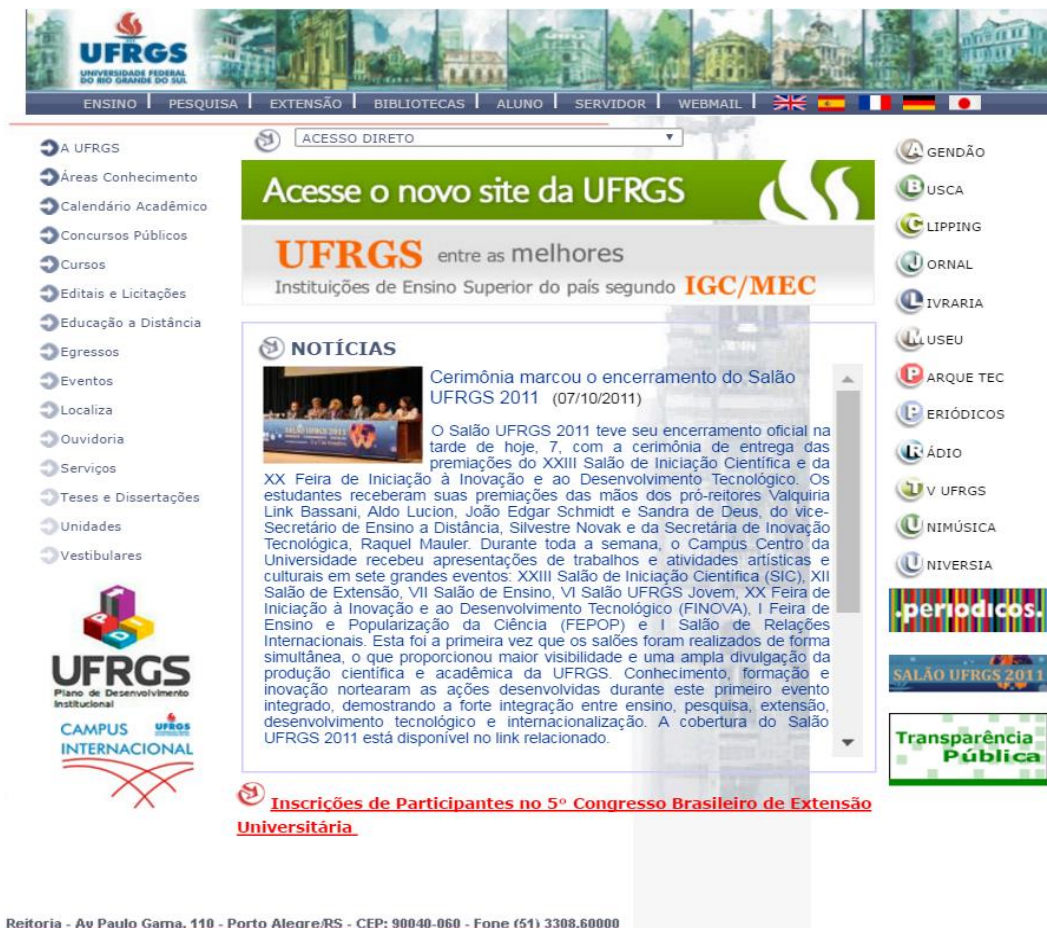 UFRGS
UNIVERSIDADE FEDERAL
DO RIO GRANDE DO SUL
ENSINO | PESQUISA | EXTENSÃO | BIBLIOTECAS | ALUNO | SERVIDOR | WEBMAIL |
A UFRGS
Áreas Conhecimento
Calendário Acadêmico
Concursos Públicos
Cursos
Editais e Licitações
Educação a Distância
Egressos
Eventos
Localiza
Ouvidoria
Serviços
Teses e Dissertações
Unidades
Vestibulares
PDI
UFRGS
Plano de Desenvolvimento
Institucional
CAMPUS UFRGS
INTERNACIONAL
ACESSO DIRETO
Acesse o novo site da UFRGS
UFRGS entre as melhores
Instituições de Ensino Superior do país segundo IGC/MEC
NOTÍCIAS
Cerimônia marcou o encerramento do Salão
UFRGS 2011 (07/10/2011)
SALÃO UFRGS 2011
O Salão UFRGS 2011 teve seu encerramento oficial na
tarde de hoje, 7, com a cerimônia de entrega das
premiações do XXIII Salão de Iniciação Científica e da
XX Feira de Iniciação à Inovação e ao Desenvolvimento Tecnológico. Os
estudantes receberam suas premiações das mãos dos pró-reitores Valquiria
Link Bassani, Aldo Lucion, João Edgar Schmidt e Sandra de Deus, do vice-
Secretário de Ensino a Distância, Silvestre Novak e da Secretária de Inovação
Tecnológica, Raquel Mauler. Durante toda a semana, o Campus Centro da
Universidade recebeu apresentações de trabalhos e atividades artísticas e
culturais em sete grandes eventos: XXIII Salão de Iniciação Científica (SIC), XII
Salão de Extensão, VII Salão de Ensino, VI Salão UFRGS Jovem, XX Feira de
Iniciação à Inovação e ao Desenvolvimento Tecnológico (FINOVA), I Feira de
Ensino e Popularização da Ciência (FEPOP) e I Salão de Relações
Internacionais. Esta foi a primeira vez que os salões foram realizados de forma
simultânea, o que proporcionou maior visibilidade e uma ampla divulgação da
produção científica e acadêmica da UFRGS. Conhecimento, formação e
inovação nortearam as ações desenvolvidas durante este primeiro evento
integrado, demostrando a forte integração entre ensino, pesquisa, extensão,
desenvolvimento tecnológico e internacionalização. A cobertura do Salão
UFRGS 2011 está disponível no link relacionado.
Inscrições de Participantes no 5º Congresso Brasileiro de Extensão
Universitária
AGENDÃO
BUSCA
CLIPPING
JORNAL
LIVRARIA
MUSEU
PARQUE TEC
PERIÓDICOS
RÁDIO
TV UFRGS
UNIMÚSICA
UNIVERSIA
.periodicos.
SALÃO UFRGS 2011
Transparência
Pública
Reitoria - Av Paulo Gama, 110 - Porto Alegre/RS - CEP: 90040-060 - Fone (51) 3308.60000